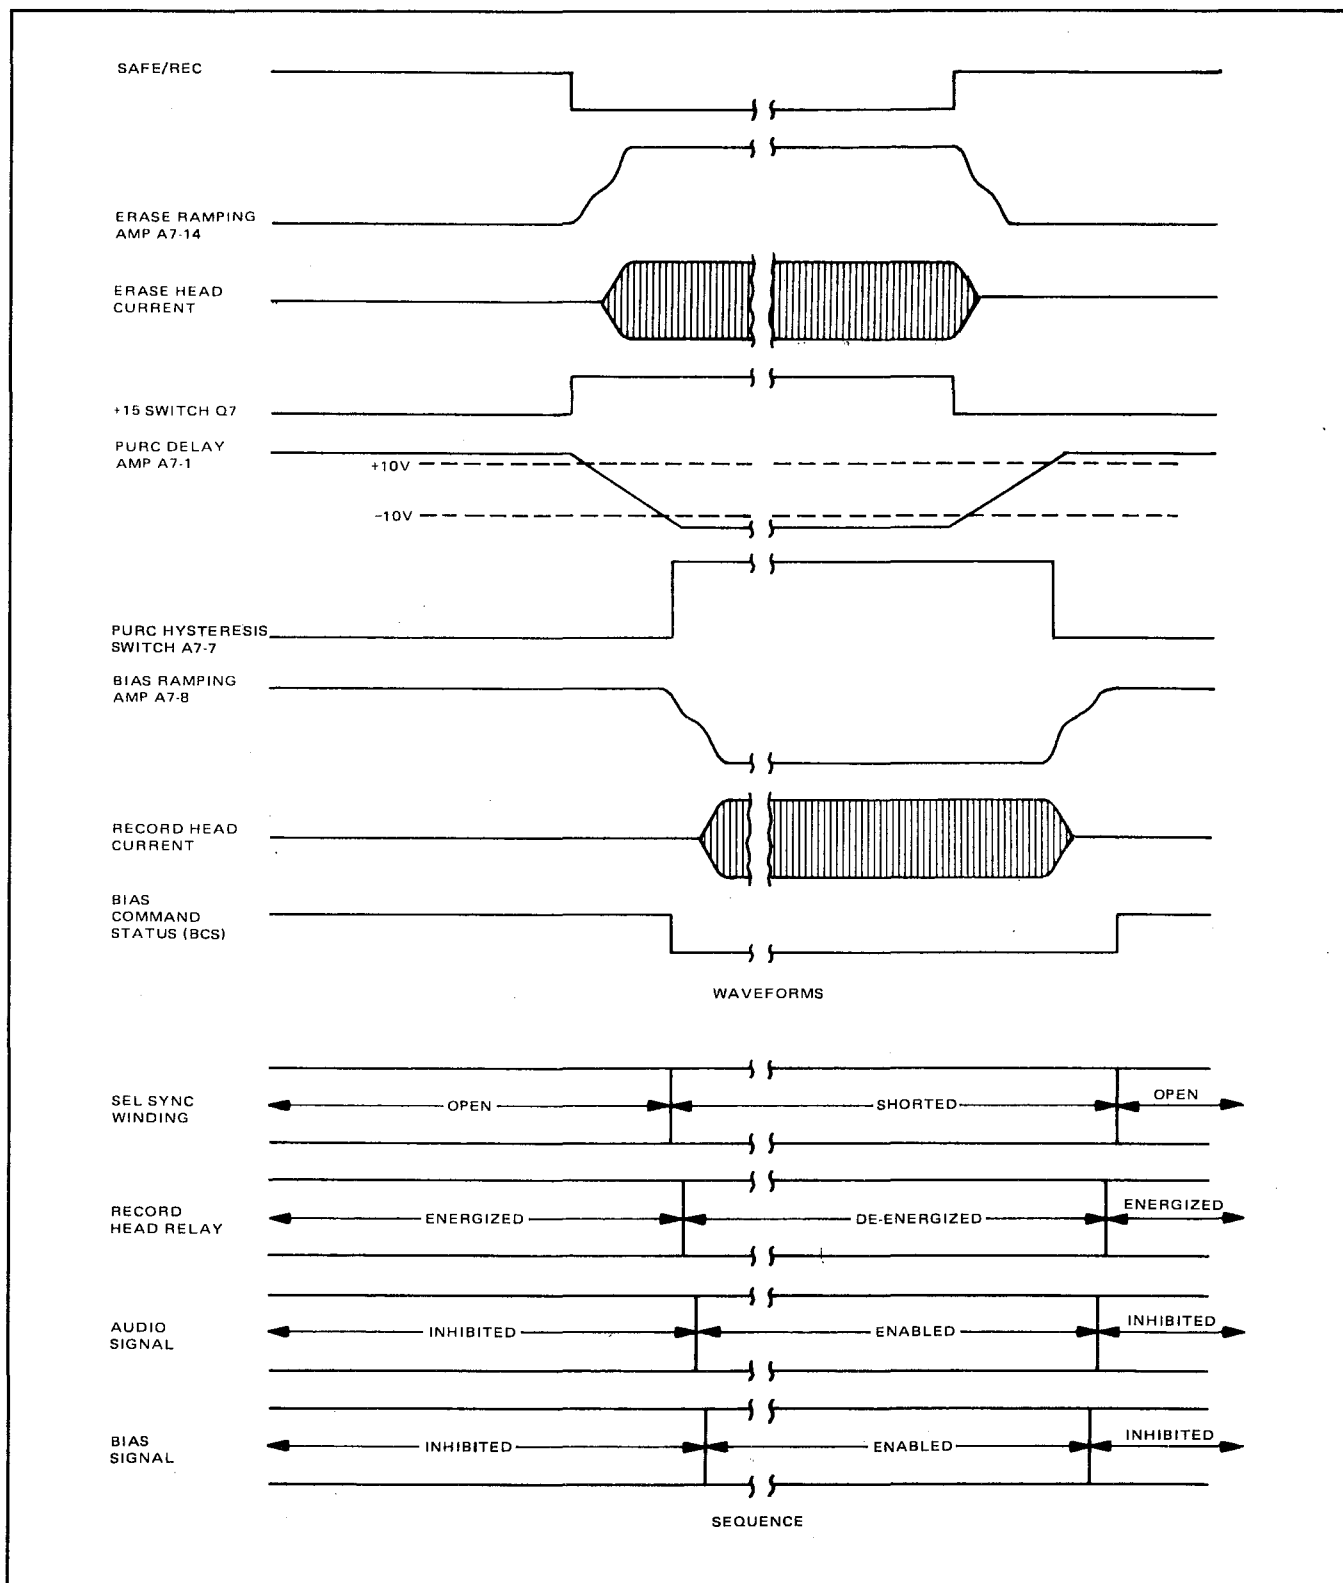 SAFE/REC
ERASE RAMPING
AMP A7-14
ERASE HEAD
CURRENT
+15 SWITCH Q7
PURC DELAY
AMP A7-1
+10V
-10V
PURC HYSTERESIS
SWITCH A7-7
BIAS RAMPING
AMP A7-8
RECORD HEAD
CURRENT
BIAS
COMMAND
STATUS (BCS)
WAVEFORMS
SEL SYNC
WINDING
OPEN
SHORTED
OPEN
RECORD
HEAD RELAY
ENERGIZED
DE-ENERGIZED
ENERGIZED
AUDIO
SIGNAL
INHIBITED
ENABLED
INHIBITED
BIAS
SIGNAL
INHIBITED
ENABLED
INHIBITED
SEQUENCE